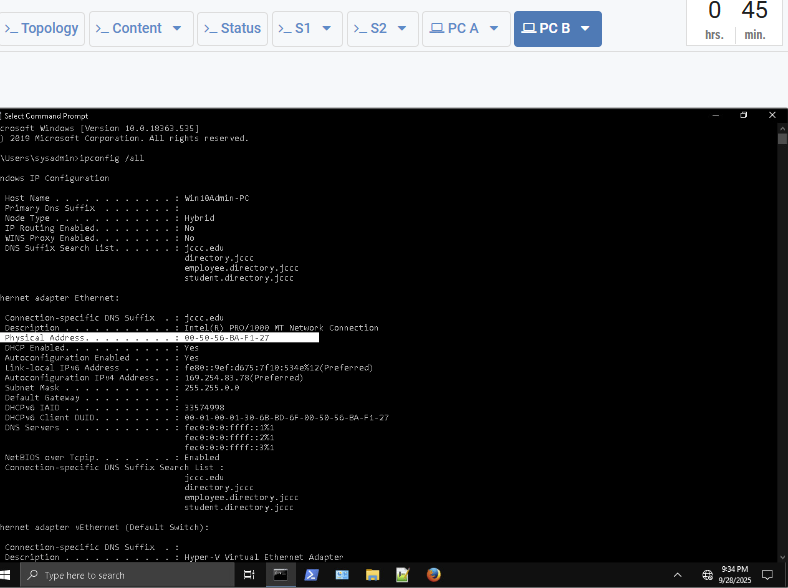 >_ Topology >_ Content >_ Status >_ S1 >_ S2 PC A PC B
0 45
hrs. min.
Select Command Prompt
crosoft Windows [Version 10.0.18363.535]
) 2019 Microsoft Corporation. All rights reserved.
\Users\sysadmin>ipconfig /all
ndows IP Configuration
Host Name . . . . . . . . . . . . : Win10Admin-PC
Primary Dns Suffix . . . . . . . :
Node Type . . . . . . . . . . . . : Hybrid
IP Routing Enabled. . . . . . . . : No
WINS Proxy Enabled. . . . . . . . : No
DNS Suffix Search List. . . . . . : jccc.edu
directory.jccc
employee.directory.jccc
student.directory.jccc
hernet adapter Ethernet:
Connection-specific DNS Suffix . : jccc.edu
Description . . . . . . . . . . . : Intel(R) PRO/1000 MT Network Connection
Physical Address. . . . . . . . . : 00-50-56-BA-F1-27
DHCP Enabled. . . . . . . . . . . : Yes
Autoconfiguration Enabled . . . . : Yes
Link-local IPv6 Address . . . . . : fe80::9ef:d675:7f10:534e%12(Preferred)
Autoconfiguration IPv4 Address. . : 169.254.83.78(Preferred)
Subnet Mask . . . . . . . . . . . : 255.255.0.0
Default Gateway . . . . . . . . . :
DHCPv6 IAID . . . . . . . . . . . : 33574998
DHCPv6 Client DUID. . . . . . . . : 00-01-00-01-30-6B-BD-6F-00-50-56-BA-F1-27
DNS Servers . . . . . . . . . . . : fec0:0:0:ffff::1%1
fec0:0:0:ffff::2%1
fec0:0:0:ffff::3%1
NetBIOS over Tcpip. . . . . . . . : Enabled
Connection-specific DNS Suffix Search List :
jccc.edu
directory.jccc
employee.directory.jccc
student.directory.jccc
hernet adapter vEthernet (Default Switch):
Connection-specific DNS Suffix . :
Description . . . . . . . . . . . : Hyper-V Virtual Ethernet Adapter
Type here to search
9:34 PM
9/28/2025